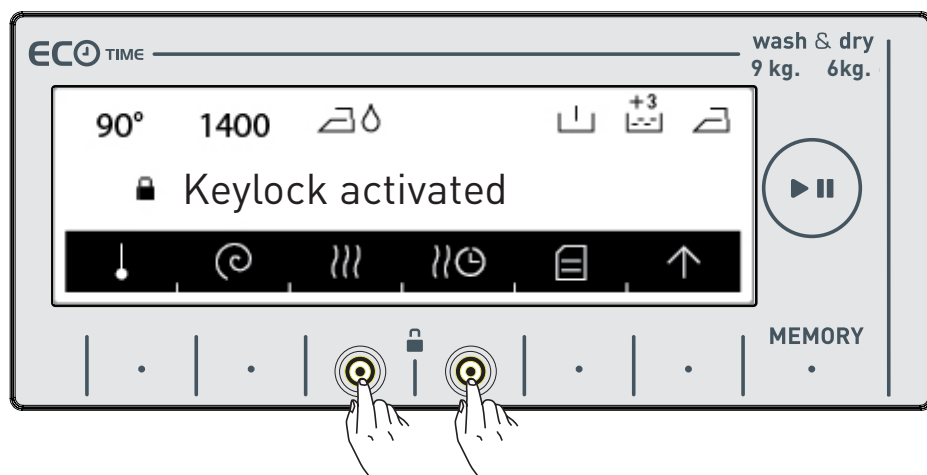 ECO TIME
wash & dry
9 kg. 6kg.
90° 1400 +3
Keylock activated
MEMORY